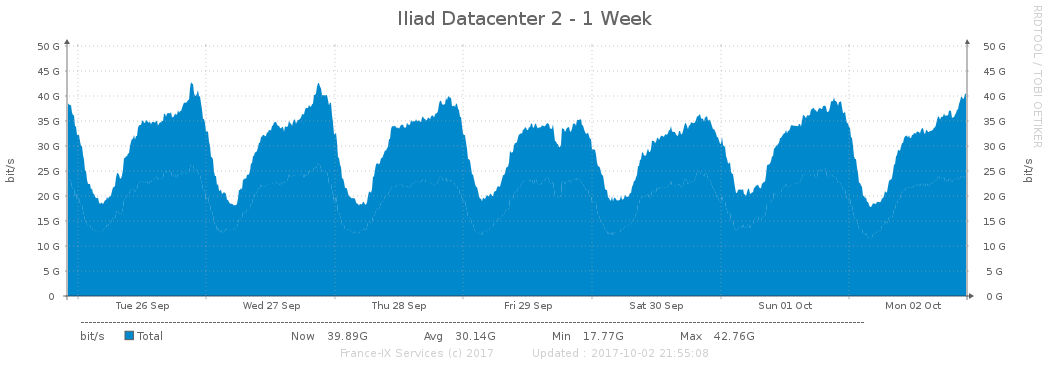 Iliad Datacenter 2 - 1 Week
RRDTOOL / TOBI OETIKER
50 G 50 G
45 G 45 G
40 G 40 G
35 G 35 G
30 G 30 G
25 G 25 G
20 G 20 G
15 G 15 G
10 G 10 G
5 G 5 G
0 0 G
bit/s bit/s
Tue 26 Sep Wed 27 Sep Thu 28 Sep Fri 29 Sep Sat 30 Sep Sun 01 Oct Mon 02 Oct
bit/s Total Now 39.89G Avg 30.14G Min 17.77G Max 42.76G
France-IX Services (c) 2017 Updated : 2017-10-02 21:55:08